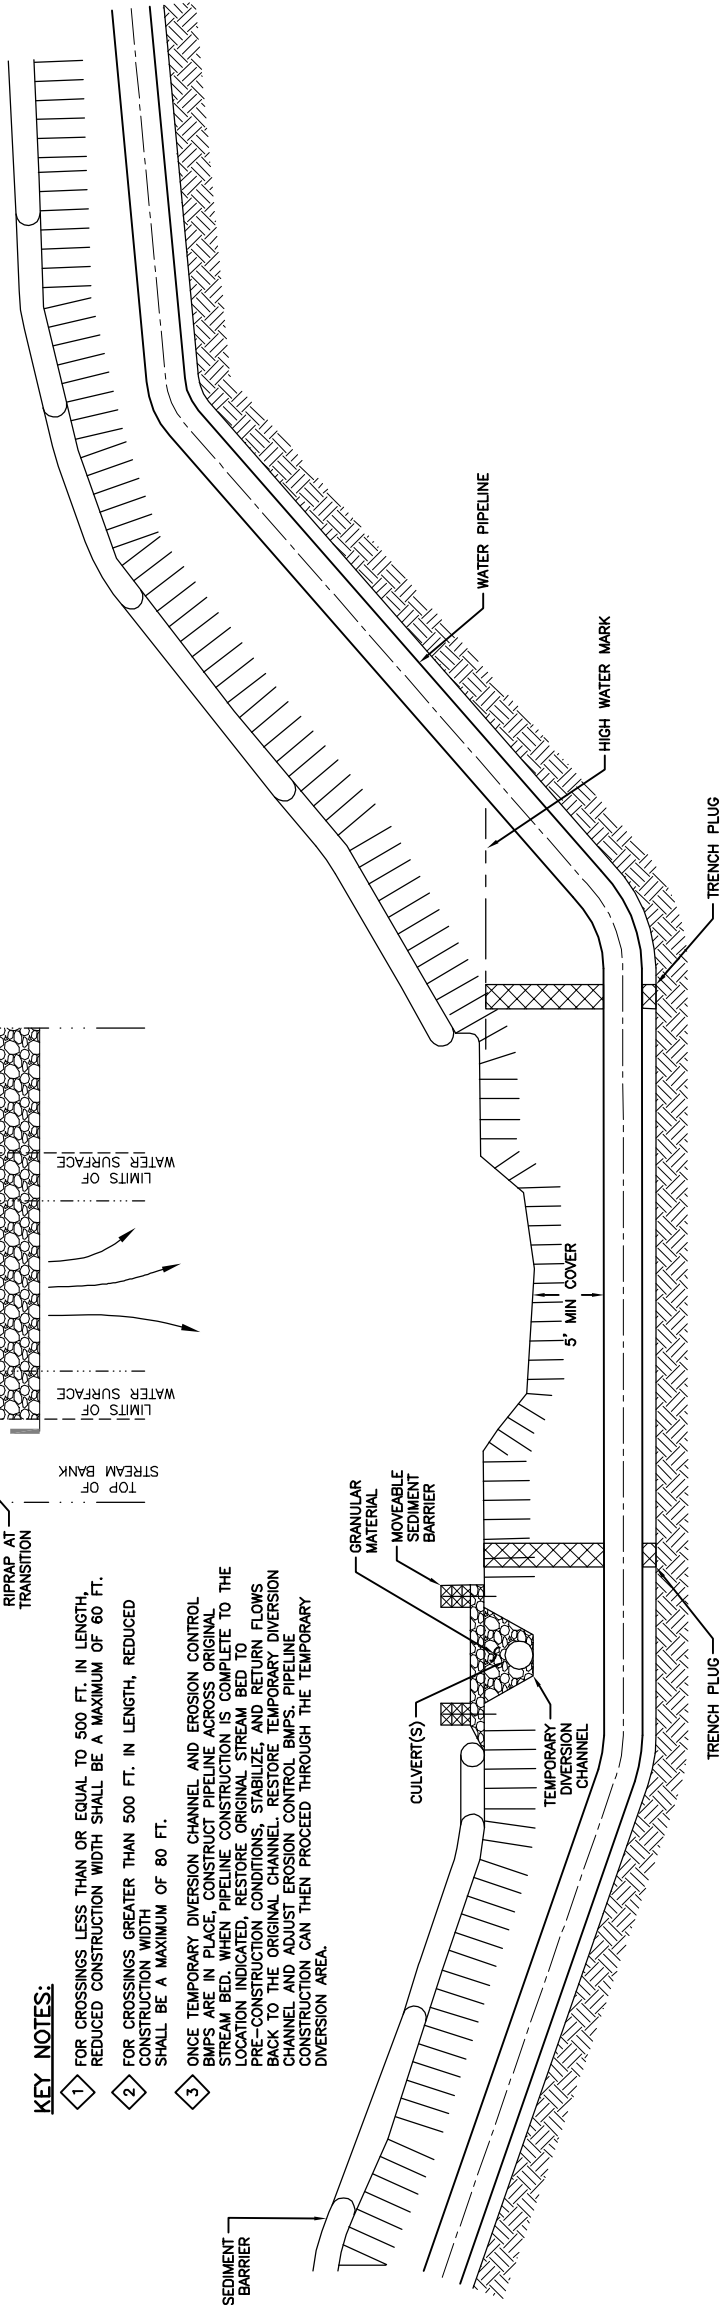 RIPRAP AT
TRANSITION
TOP OF
STREAM BANK
LIMITS OF
WATER SURFACE
LIMITS OF
WATER SURFACE
KEY NOTES:
1 FOR CROSSINGS LESS THAN OR EQUAL TO 500 FT. IN LENGTH,
REDUCED CONSTRUCTION WIDTH SHALL BE A MAXIMUM OF 60 FT.
2 FOR CROSSINGS GREATER THAN 500 FT. IN LENGTH, REDUCED
CONSTRUCTION WIDTH
SHALL BE A MAXIMUM OF 80 FT.
3 ONCE TEMPORARY DIVERSION CHANNEL AND EROSION CONTROL
BMPS ARE IN PLACE, CONSTRUCT PIPELINE ACROSS ORIGINAL
STREAM BED. WHEN PIPELINE CONSTRUCTION IS COMPLETE TO THE
LOCATION INDICATED, RESTORE ORIGINAL STREAM BED TO
PRE-CONSTRUCTION CONDITIONS, STABILIZE, AND RETURN FLOWS
BACK TO THE ORIGINAL CHANNEL. RESTORE TEMPORARY DIVERSION
CHANNEL AND ADJUST EROSION CONTROL BMPS. PIPELINE
CONSTRUCTION CAN THEN PROCEED THROUGH THE TEMPORARY
DIVERSION AREA.
SEDIMENT
BARRIER
CULVERT(S)
GRANULAR
MATERIAL
MOVEABLE
SEDIMENT
BARRIER
TEMPORARY
DIVERSION
CHANNEL
5' MIN COVER
WATER PIPELINE
HIGH WATER MARK
TRENCH PLUG
TRENCH PLUG